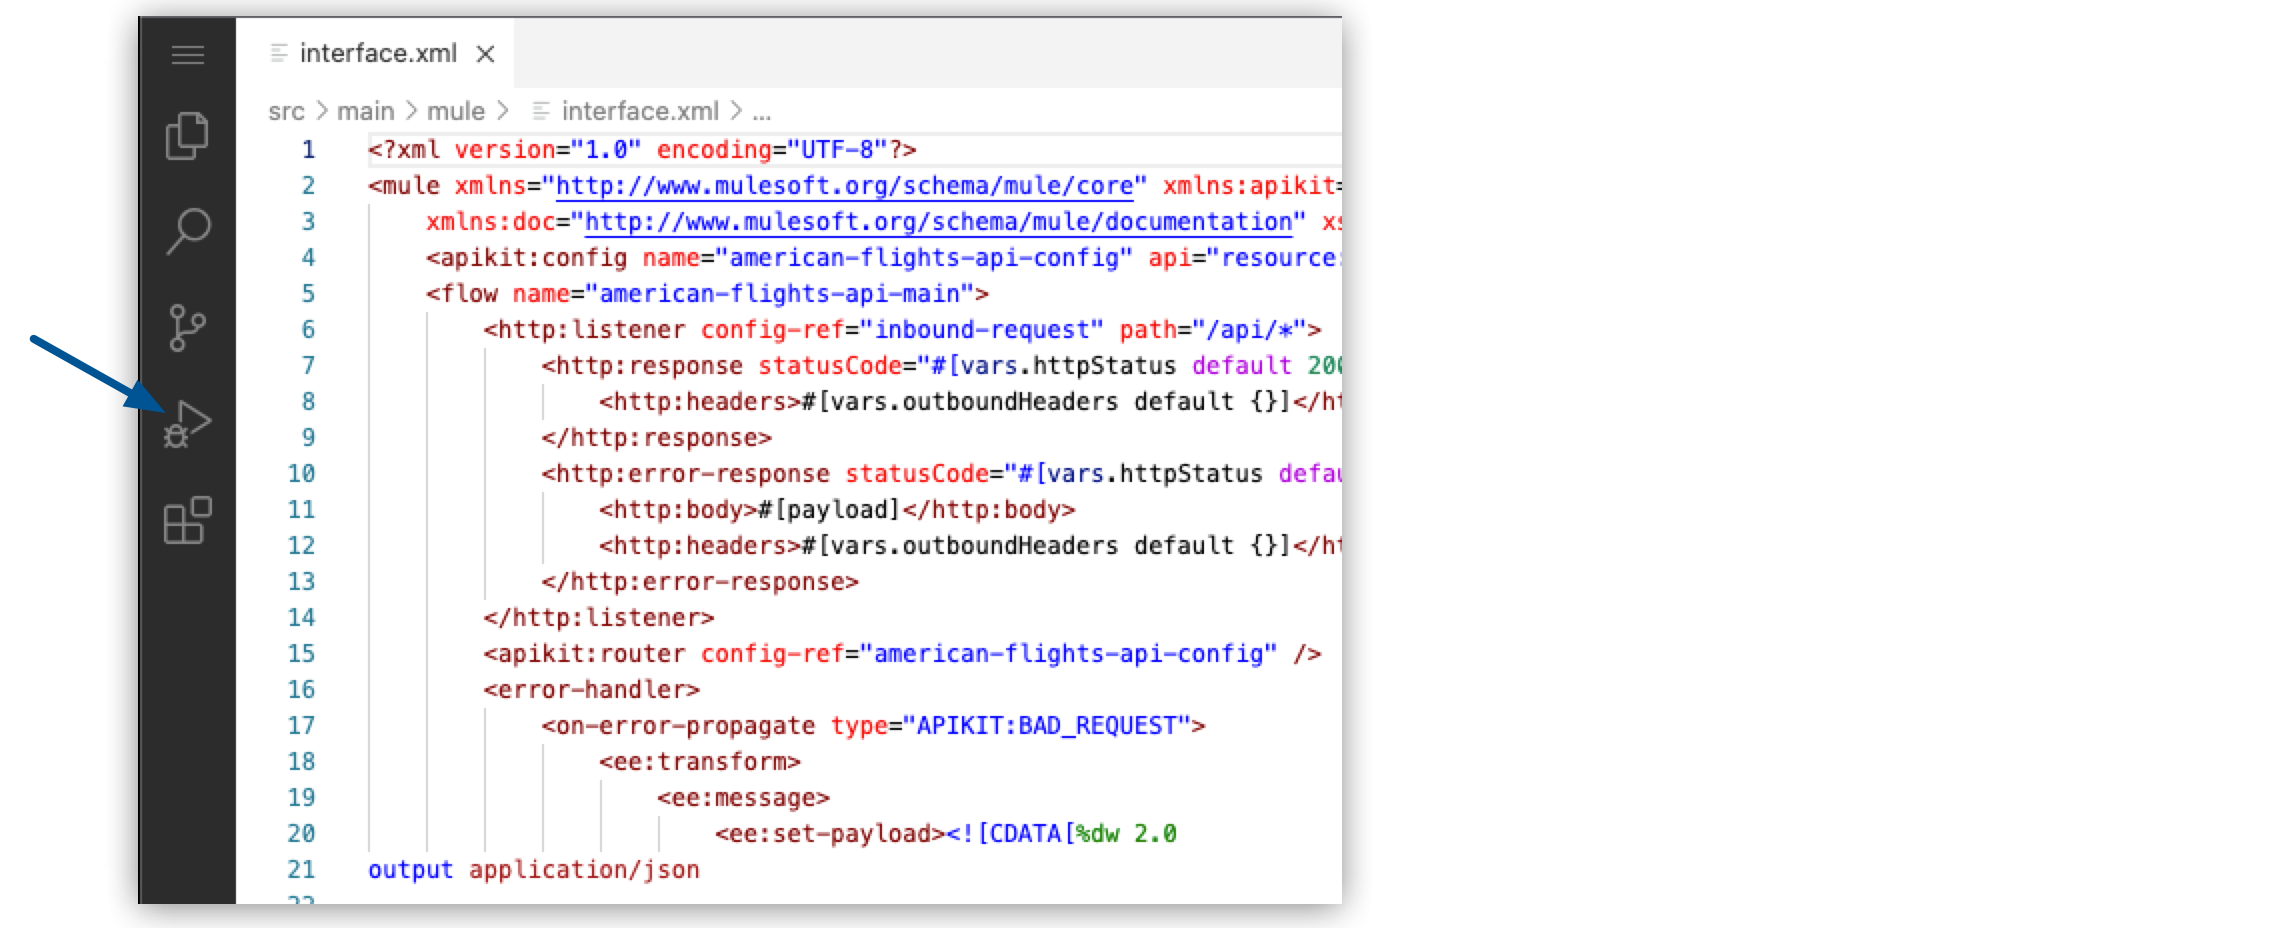 interface.xml
src > main > mule > interface.xml > ...
1 <?xml version="1.0" encoding="UTF-8"?>
2 <mule xmlns="http://www.mulesoft.org/schema/mule/core" xmlns:apikit=
3 xmlns:doc="http://www.mulesoft.org/schema/mule/documentation" xs
4 <apikit:config name="american-flights-api-config" api="resource
5 <flow name="american-flights-api-main">
6 <http:listener config-ref="inbound-request" path="/api/*">
7 <http:response statusCode="#[vars.httpStatus default 200
8 <http:headers>#[vars.outboundHeaders default {}]</ht
9 </http:response>
10 <http:error-response statusCode="#[vars.httpStatus defau
11 <http:body>#[payload]</http:body>
12 <http:headers>#[vars.outboundHeaders default {}]</ht
13 </http:error-response>
14 </http:listener>
15 <apikit:router config-ref="american-flights-api-config" />
16 <error-handler>
17 <on-error-propagate type="APIKIT:BAD_REQUEST">
18 <ee:transform>
19 <ee:message>
20 <ee:set-payload><![CDATA[%dw 2.0
21 output application/json